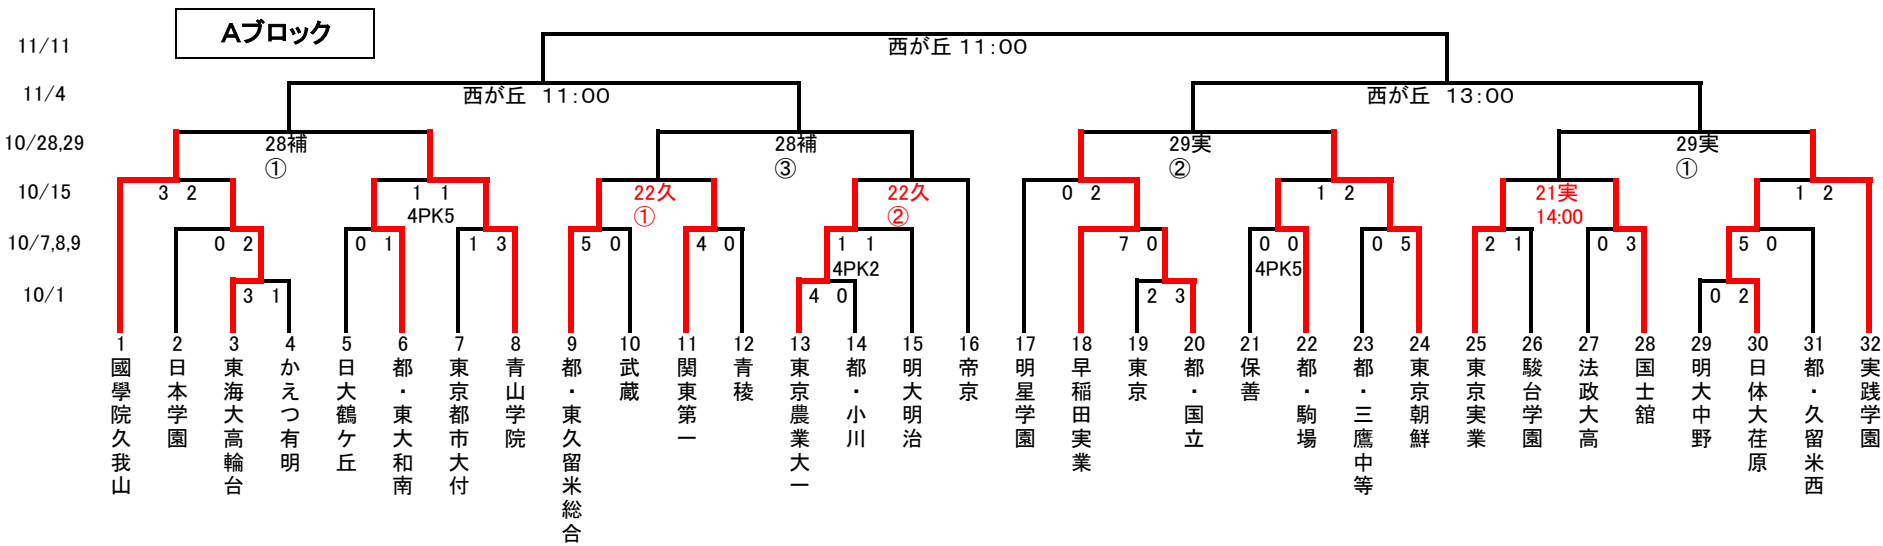 Aブロック
11/11
西が丘 11:00
11/4
西が丘 11:00
西が丘 13:00
10/28,29
28補
①
28補
③
29実
②
29実
①
10/15
3 2
1 1
4PK5
22久
①
22久
②
0 2
1 2
21実
14:00
1 2
10/7,8,9
0 2
0 1
1 3
5 0
4 0
1 1
4PK2
7 0
0 0
4PK5
0 5
2 1
0 3
5 0
10/1
3 1
4 0
2 3
0 2
1 國學院久我山
2 日本学園
3 東海大高輪台
4 かえつ有明
5 日大鶴ケ丘
6 都・東大和南
7 東京都市大付
8 青山学院
9 都・東久留米総合
10 武蔵
11 関東第一
12 青稜
13 東京農業大一
14 都・小川
15 明大明治
16 帝京
17 明星学園
18 早稲田実業
19 東京
20 都・国立
21 保善
22 都・駒場
23 都・三鷹中等
24 東京朝鮮
25 東京実業
26 駿台学園
27 法政大高
28 国士舘
29 明大中野
30 日体大荏原
31 都・久留米西
32 実践学園